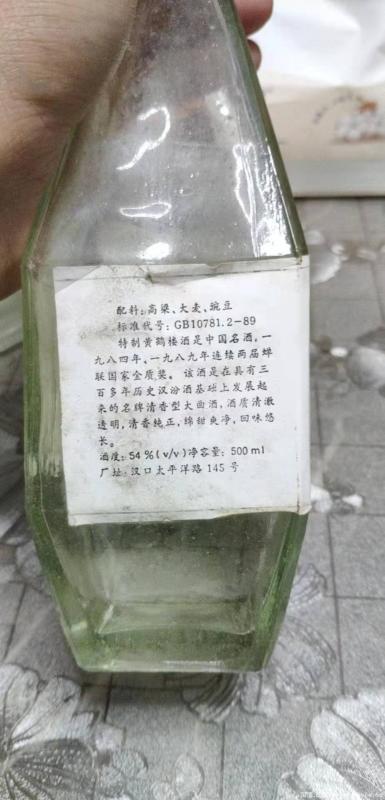 配料:高梁、大麦、豌豆
标准代号:GB10781.2-89
特制黄鹤楼酒是中国名酒,一
九八四年、一九八九年连续两届蝉
联国家金质奖。该酒是在具有三
百多年历史汉汾酒基础上发展起
来的名牌清香型大曲酒,酒质清澈
透明,清香纯正,绵甜爽净,回味悠
长。
酒度:54%(v/v)净容量:500ml
厂址:汉口太平洋路145号